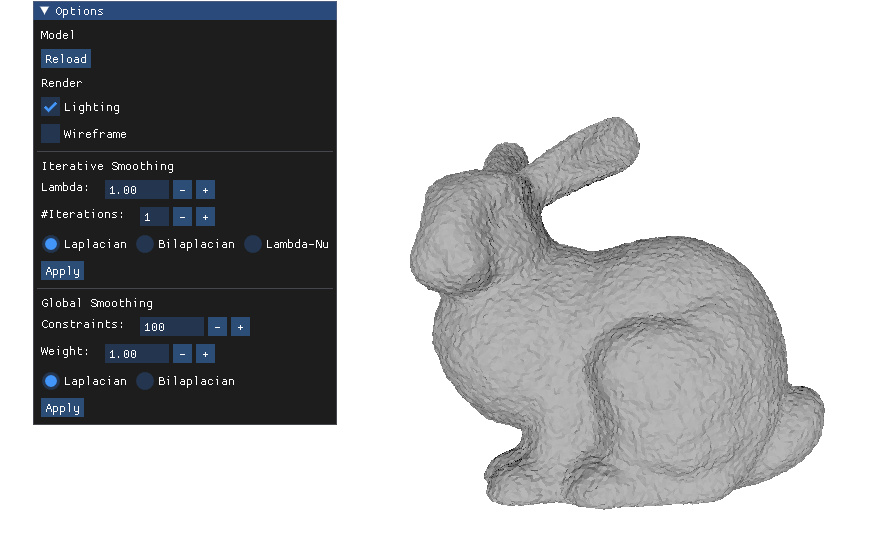 Options
Model
Reload
Render
Lighting
Wireframe
Iterative Smoothing
Lambda: 1.00 - +
#Iterations: 1 - +
Laplacian Bilaplacian Lambda-Nu
Apply
Global Smoothing
Constraints: 100 - +
Weight: 1.00 - +
Laplacian Bilaplacian
Apply